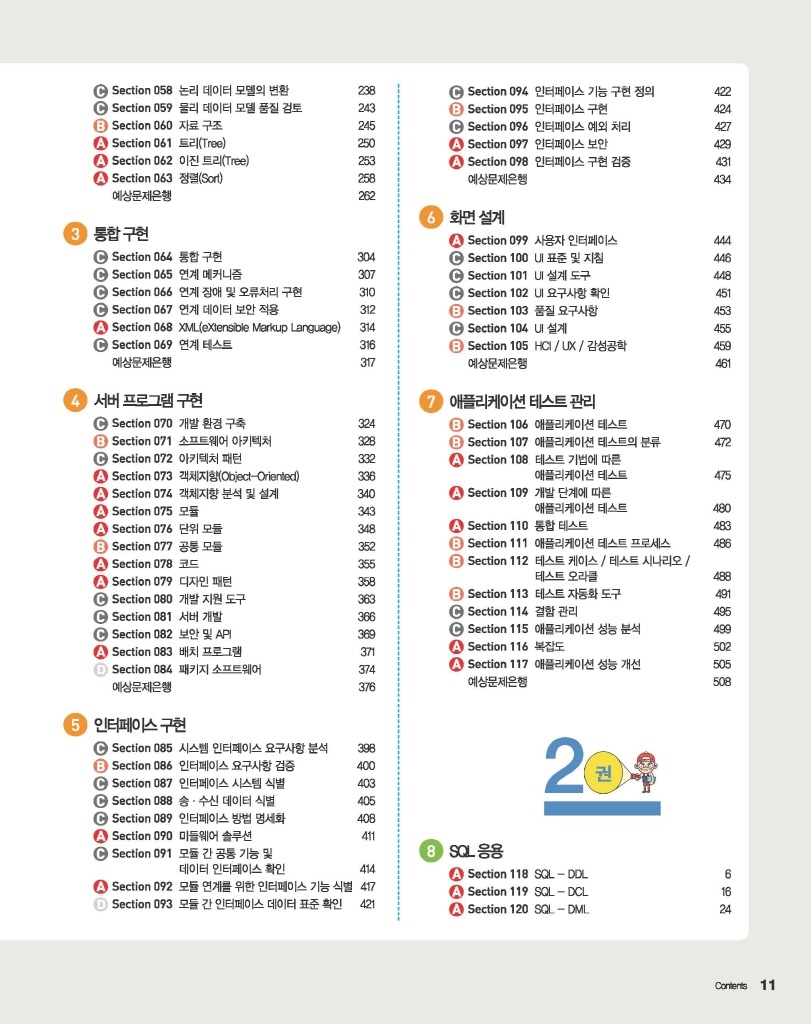 C Section 058 논리 데이터 모델의 변환 238
C Section 059 물리 데이터 모델 품질 검토 243
B Section 060 자료 구조 245
A Section 061 트리(Tree) 250
A Section 062 이진 트리(Tree) 253
A Section 063 정렬(Sort) 258
예상문제은행 262
3 통합 구현
C Section 064 통합 구현 304
C Section 065 연계 메커니즘 307
C Section 066 연계 장애 및 오류처리 구현 310
C Section 067 연계 데이터 보안 적용 312
A Section 068 XML(eXtensible Markup Language) 314
C Section 069 연계 테스트 316
예상문제은행 317
4 서버 프로그램 구현
C Section 070 개발 환경 구축 324
B Section 071 소프트웨어 아키텍처 328
C Section 072 아키텍처 패턴 332
A Section 073 객체지향(Object-Oriented) 336
A Section 074 객체지향 분석 및 설계 340
A Section 075 모듈 343
A Section 076 단위 모듈 348
B Section 077 공통 모듈 352
A Section 078 코드 355
A Section 079 디자인 패턴 358
C Section 080 개발 지원 도구 363
C Section 081 서버 개발 366
C Section 082 보안 및 API 369
A Section 083 배치 프로그램 371
D Section 084 패키지 소프트웨어 374
예상문제은행 376
5 인터페이스 구현
C Section 085 시스템 인터페이스 요구사항 분석 398
B Section 086 인터페이스 요구사항 검증 400
C Section 087 인터페이스 시스템 식별 403
C Section 088 송·수신 데이터 식별 405
C Section 089 인터페이스 방법 명세화 408
A Section 090 미들웨어 솔루션 411
C Section 091 모듈 간 공통 기능 및
데이터 인터페이스 확인 414
A Section 092 모듈 연계를 위한 인터페이스 기능 식별 417
D Section 093 모듈 간 인터페이스 데이터 표준 확인 421
C Section 094 인터페이스 기능 구현 정의 422
B Section 095 인터페이스 구현 424
C Section 096 인터페이스 예외 처리 427
A Section 097 인터페이스 보안 429
A Section 098 인터페이스 구현 검증 431
예상문제은행 434
6 화면 설계
A Section 099 사용자 인터페이스 444
C Section 100 UI 표준 및 지침 446
C Section 101 UI 설계 도구 448
C Section 102 UI 요구사항 확인 451
B Section 103 품질 요구사항 453
C Section 104 UI 설계 455
B Section 105 HCI / UX / 감성공학 459
예상문제은행 461
7 애플리케이션 테스트 관리
B Section 106 애플리케이션 테스트 470
B Section 107 애플리케이션 테스트의 분류 472
A Section 108 테스트 기법에 따른
애플리케이션 테스트 475
A Section 109 개발 단계에 따른
애플리케이션 테스트 480
A Section 110 통합 테스트 483
B Section 111 애플리케이션 테스트 프로세스 486
B Section 112 테스트 케이스 / 테스트 시나리오 /
테스트 오라클 488
B Section 113 테스트 자동화 도구 491
C Section 114 결함 관리 495
C Section 115 애플리케이션 성능 분석 499
A Section 116 복잡도 502
A Section 117 애플리케이션 성능 개선 505
예상문제은행 508
2권
8 SQL 응용
A Section 118 SQL - DDL 6
A Section 119 SQL - DCL 16
A Section 120 SQL - DML 24
Contents 11